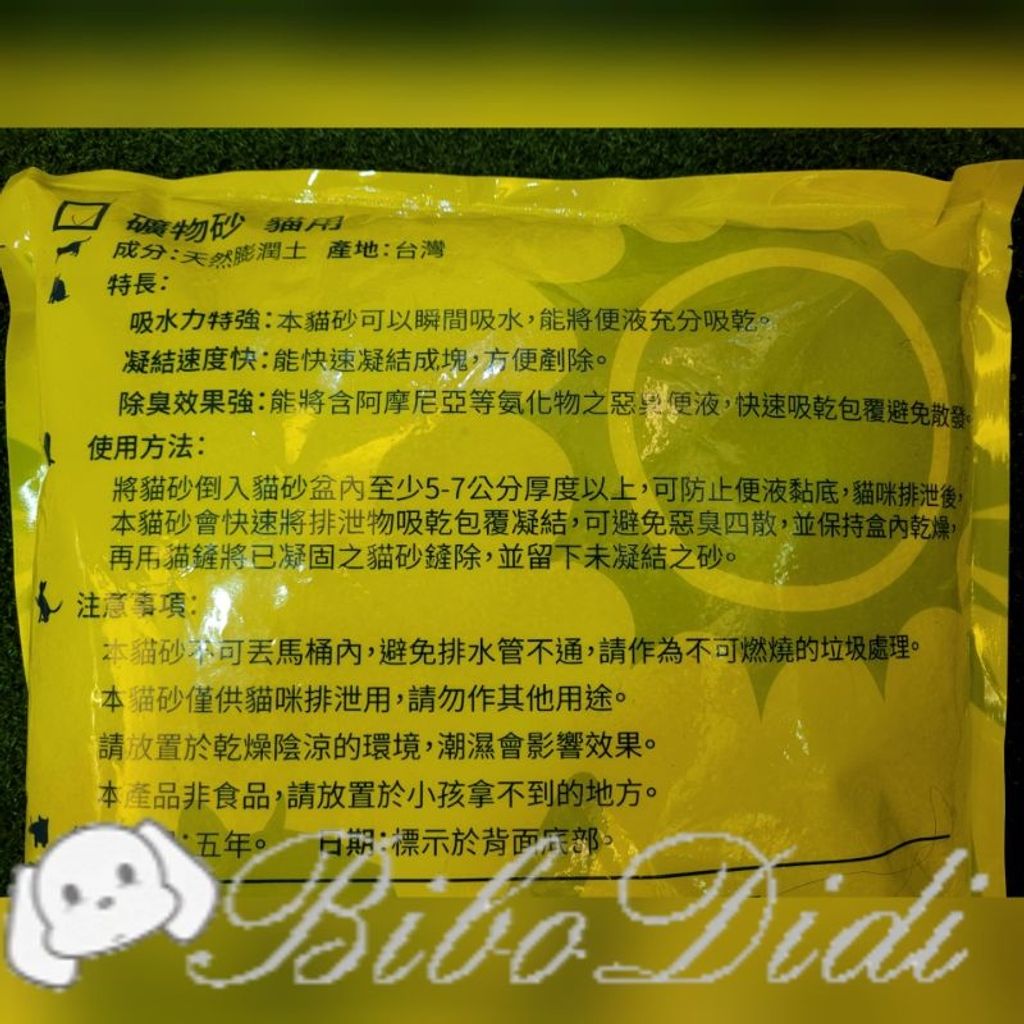 礦物砂 貓用
成分：天然膨潤土 產地：台灣
特長：
吸水力特強：本貓砂可以瞬間吸水，能將便液充分吸乾。
凝結速度快：能快速凝結成塊，方便剷除。
除臭效果強：能將含阿摩尼亞等氨化物之惡臭便液，快速吸乾包覆避免散發。
使用方法：
將貓砂倒入貓砂盆內至少5-7公分厚度以上，可防止便液黏底，貓咪排泄後，
本貓砂會快速將排泄物吸乾包覆凝結，可避免惡臭四散，並保持盒內乾燥，
再用貓鏟將已凝固之貓砂鏟除，並留下未凝結之砂。
注意事項：
本貓砂不可丟馬桶內，避免排水管不通，請作為不可燃燒的垃圾處理。
本貓砂僅供貓咪排泄用，請勿作其他用途。
請放置於乾燥陰涼的環境，潮濕會影響效果。
本產品非食品，請放置於小孩拿不到的地方。
：五年。 日期：標示於背面底部。
Bibo Didi